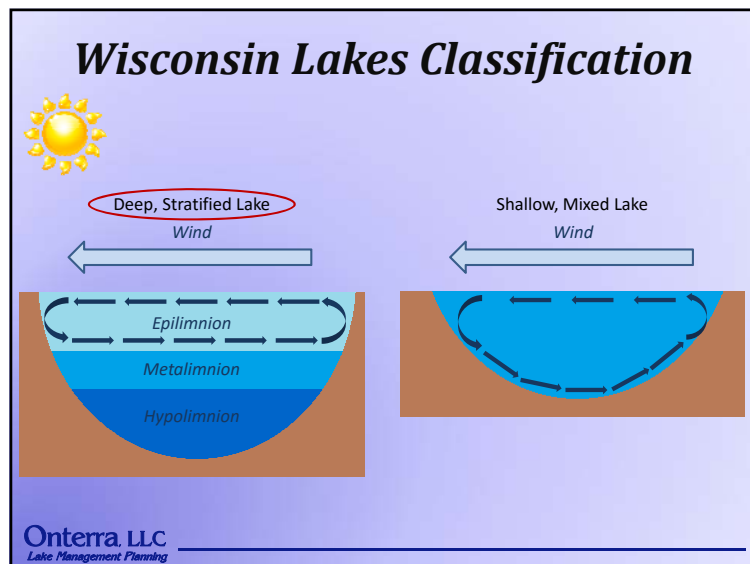 Wisconsin Lakes Classification
Deep, Stratified Lake
Wind
Epilimnion
Metalimnion
Hypolimnion
Shallow, Mixed Lake
Wind
Onterra, LLC
Lake Management Planning